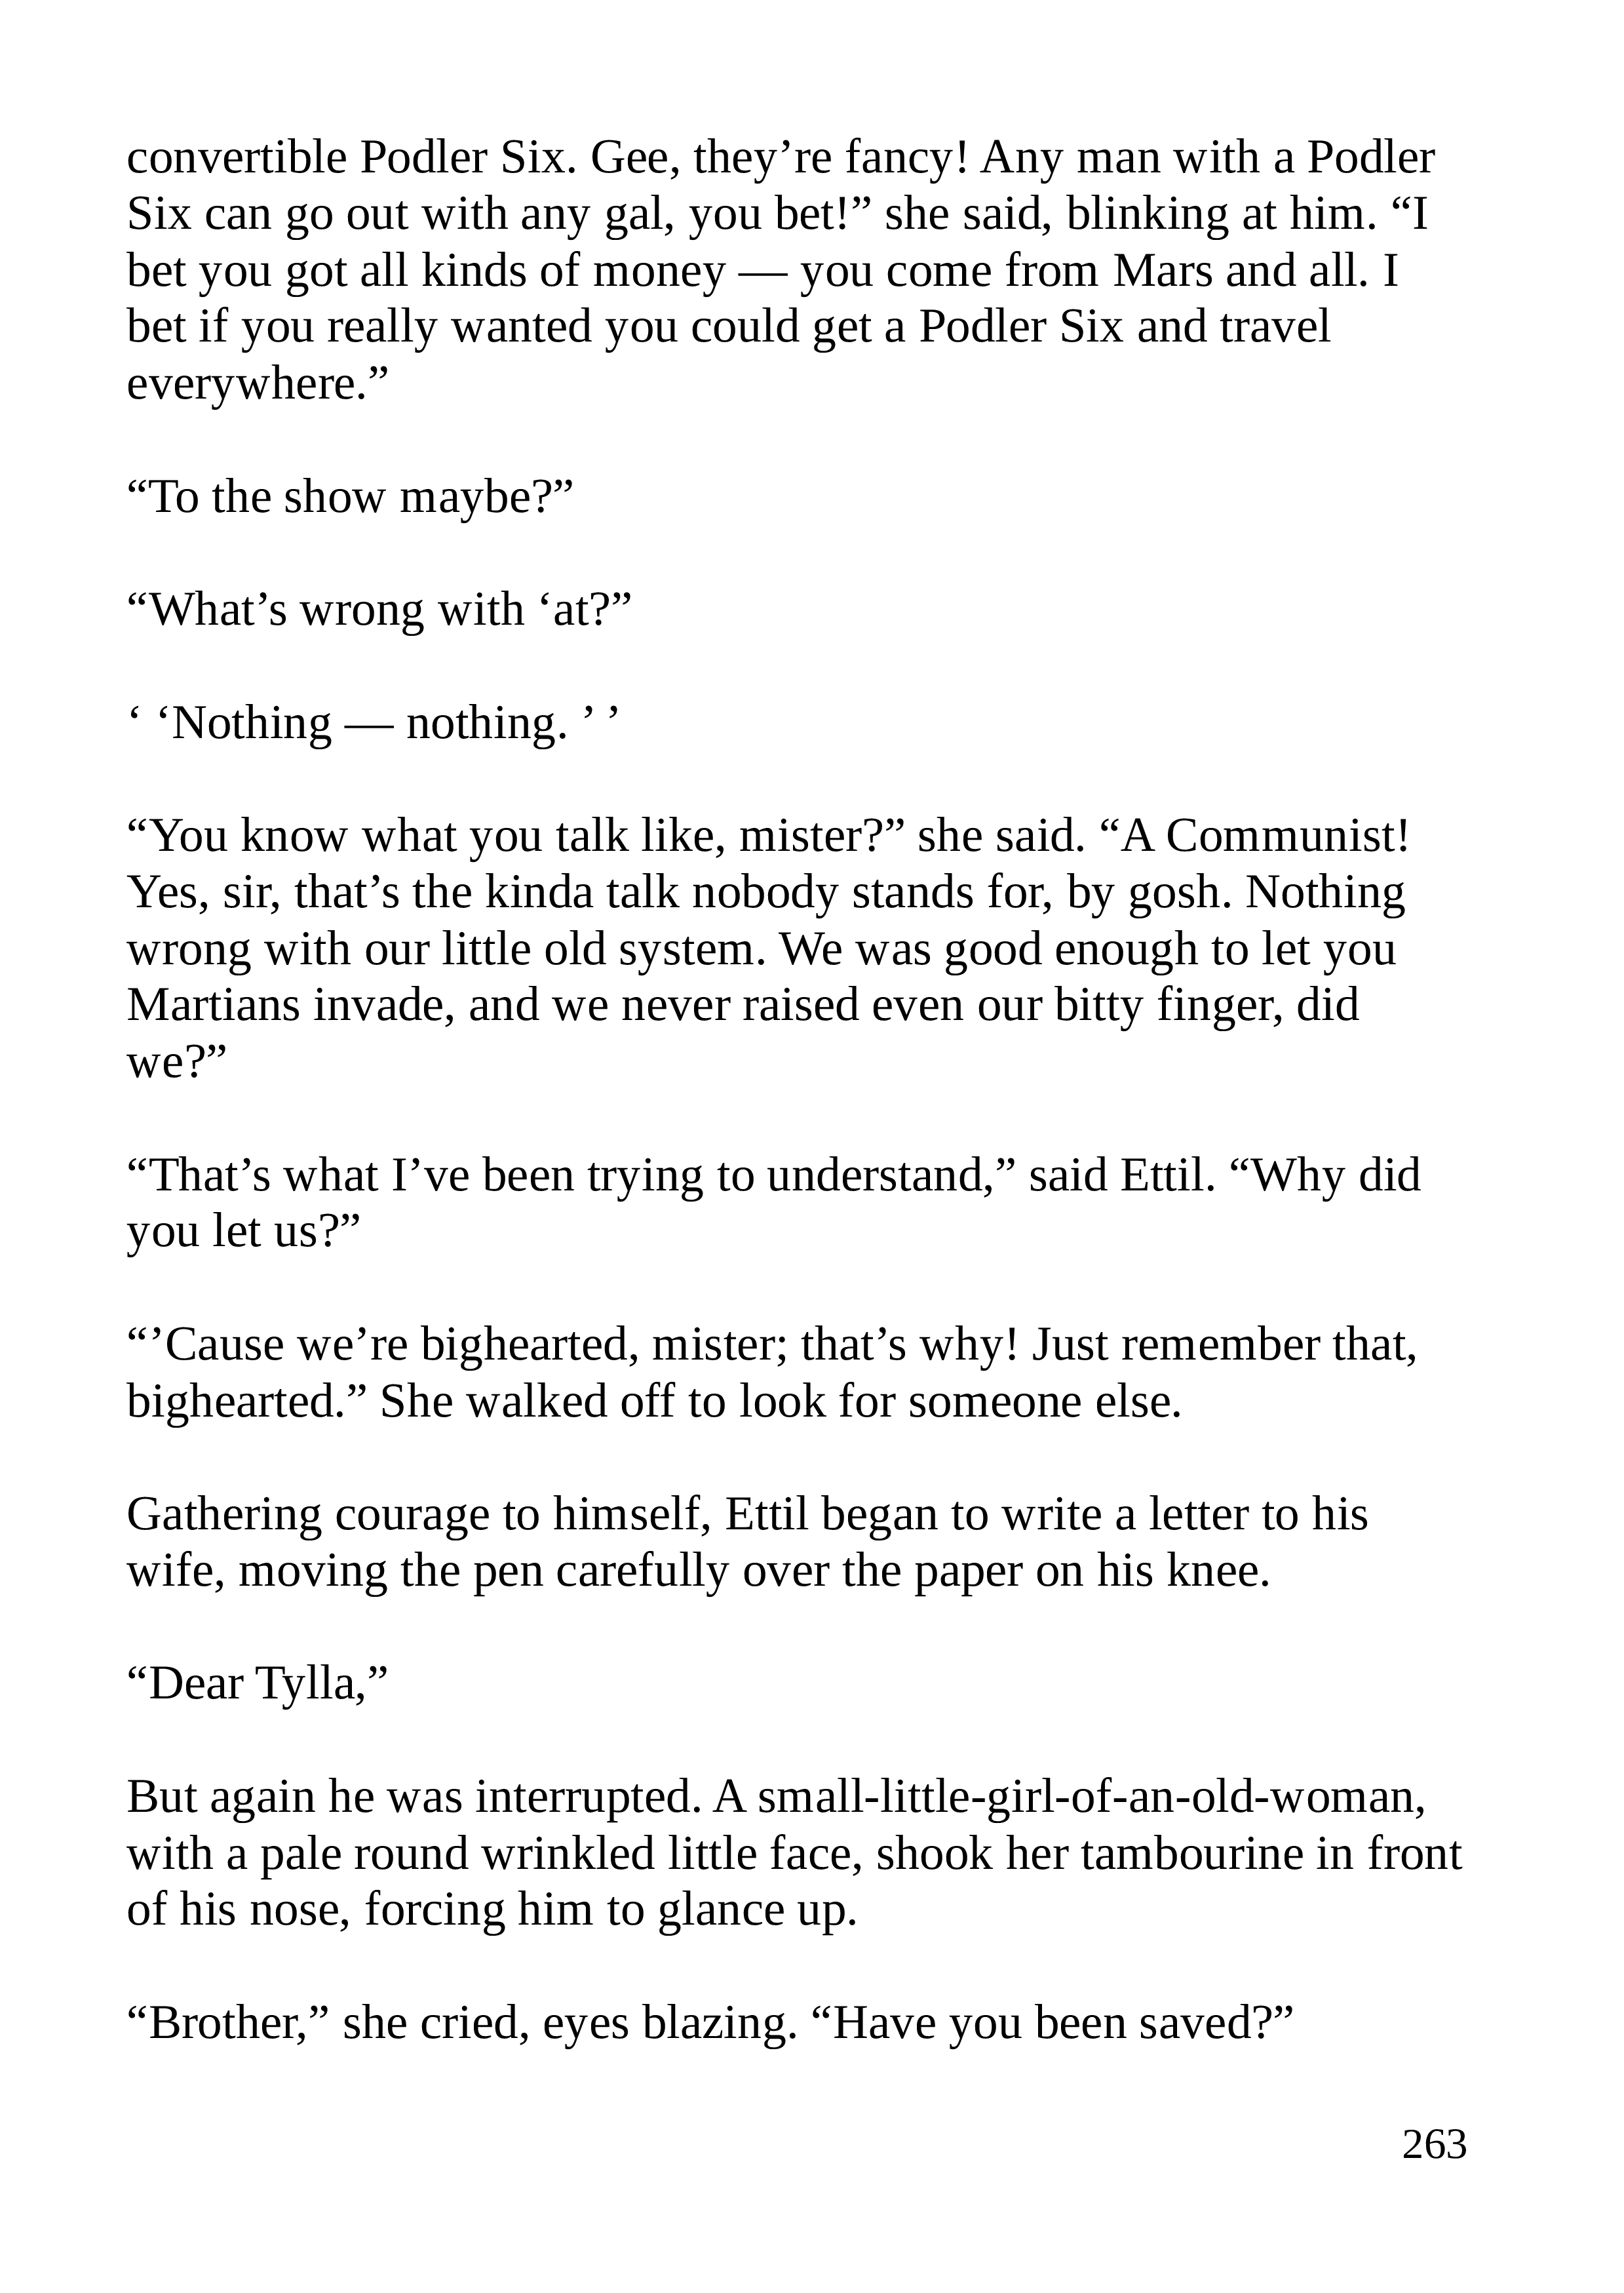 convertible Podler Six. Gee, they’re fancy! Any man with a Podler
Six can go out with any gal, you bet!” she said, blinking at him. “I
bet you got all kinds of money — you come from Mars and all. I
bet if you really wanted you could get a Podler Six and travel
everywhere.”
“To the show maybe?”
“What’s wrong with ‘at?”
‘ ‘Nothing — nothing. ’ ’
“You know what you talk like, mister?” she said. “A Communist!
Yes, sir, that’s the kinda talk nobody stands for, by gosh. Nothing
wrong with our little old system. We was good enough to let you
Martians invade, and we never raised even our bitty finger, did
we?”
“That’s what I’ve been trying to understand,” said Ettil. “Why did
you let us?”
“’Cause we’re bighearted, mister; that’s why! Just remember that,
bighearted.” She walked off to look for someone else.
Gathering courage to himself, Ettil began to write a letter to his
wife, moving the pen carefully over the paper on his knee.
“Dear Tylla,”
But again he was interrupted. A small-little-girl-of-an-old-woman,
with a pale round wrinkled little face, shook her tambourine in front
of his nose, forcing him to glance up.
“Brother,” she cried, eyes blazing. “Have you been saved?”
263